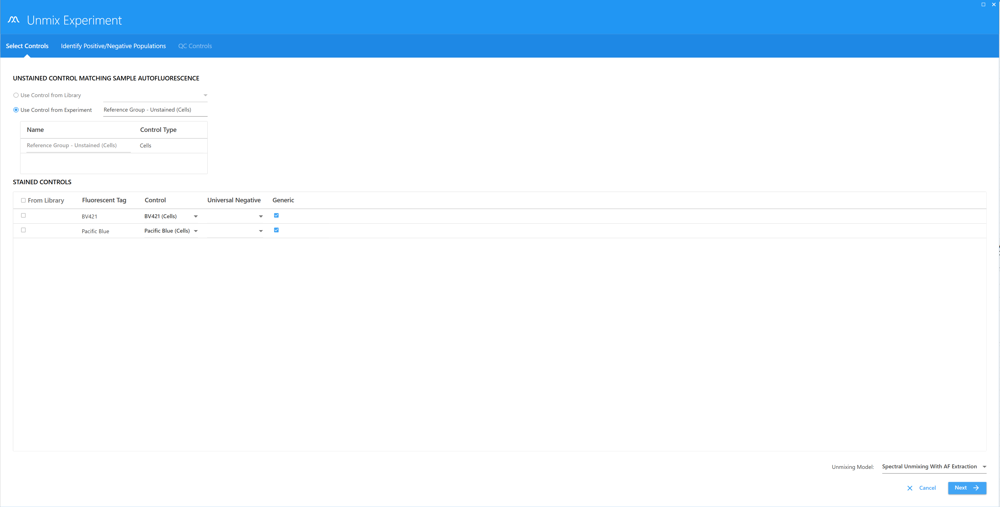 Unmix Experiment
Select Controls Identify Positive/Negative Populations QC Controls
UNSTAINED CONTROL MATCHING SAMPLE AUTOFLUORESCENCE
Use Control from Library
Use Control from Experiment Reference Group - Unstained (Cells)
Name Control Type
Reference Group - Unstained (Cells) Cells
STAINED CONTROLS
From Library Fluorescent Tag Control Universal Negative Generic
BV421 BV421 (Cells)
Pacific Blue Pacific Blue (Cells)
Unmixing Model: Spectral Unmixing With AF Extraction
Cancel Next